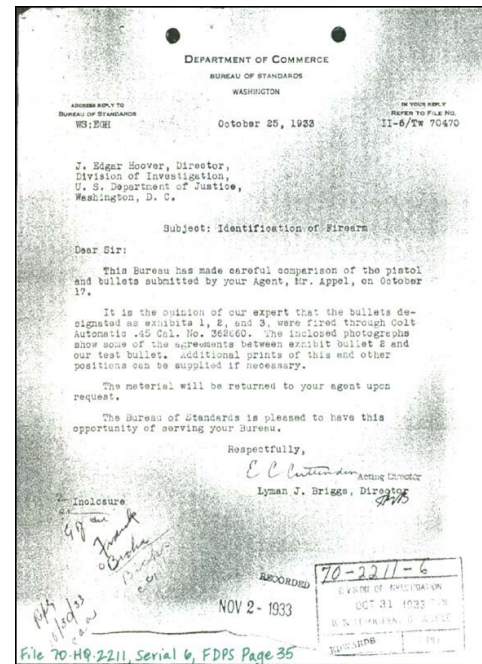 DEPARTMENT OF COMMERCE
BUREAU OF STANDARDS
WASHINGTON
ADDRESS REPLY TO
BUREAU OF STANDARDS
IN YOUR REPLY
REFER TO FILE NO.
October 25, 1933
II-6/TW 70470
J. Edgar Hoover, Director,
Division of Investigation,
U. S. Department of Justice,
Washington, D. C.
Subject: Identification of Firearm
Dear Sir:
This Bureau has made careful comparison of the pistol
and bullets submitted by your Agent, Mr. Appel, on October
17.
It is the opinion of our expert that the bullets de-
signated as exhibits 1, 2, and 3, were fired through Colt
Automatic .45 Cal. No. 362660. The inclosed photographs
show some of the agreements between exhibit bullet 2 and
our test bullet. Additional prints of this and other
positions can be supplied if necessary.
The material will be returned to your agent upon
request.
The Bureau of Standards is pleased to have this
opportunity of serving your Bureau.
Respectfully,
E C Crittenden Acting Director
Lyman J. Briggs, Director
Inclosure
RECORDED
NOV 2 - 1933
70-2211-6
DIVISION OF INVESTIGATION
OCT 31 1933
EDWARDS
File 70-HQ-2211, Serial 6, FDPS Page 35